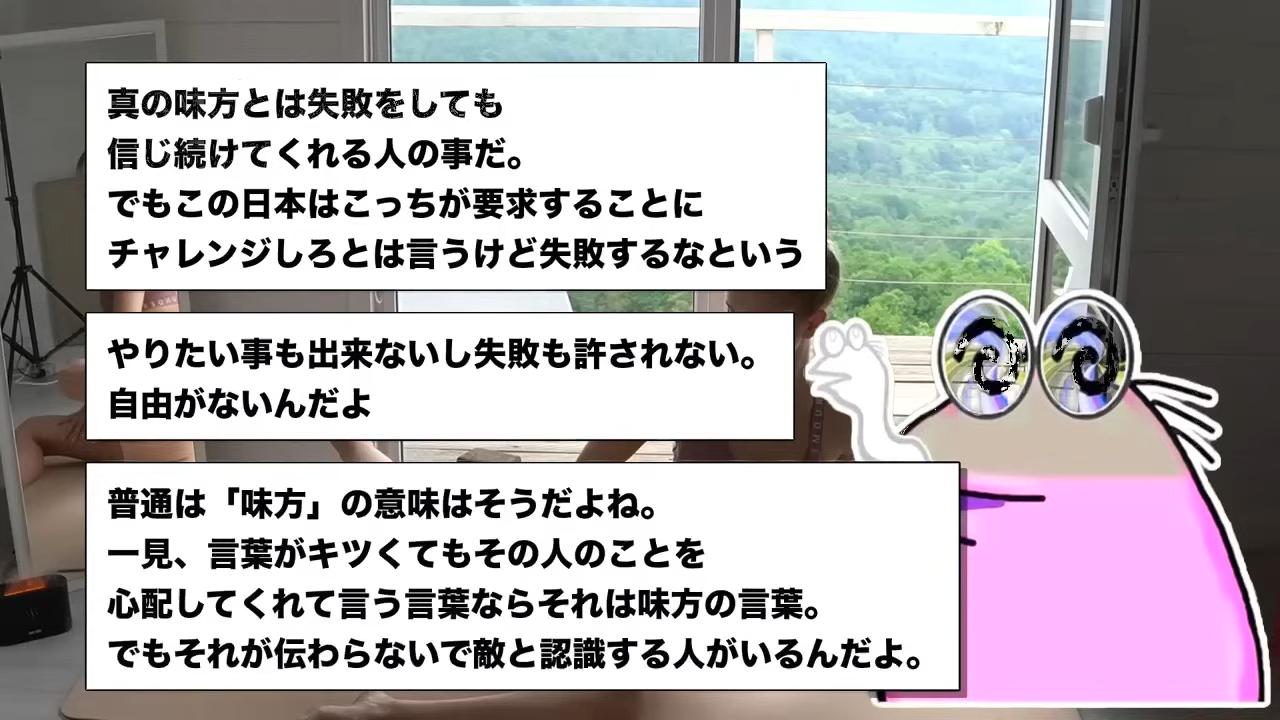 真の味方とは失敗をしても
信じ続けてくれる人の事だ。
でもこの日本はこっちが要求することに
チャレンジしろとは言うけど失敗するなという
やりたい事も出来ないし失敗も許されない。
自由がないんだよ
普通は「味方」の意味はそうだよね。
一見、言葉がキツくてもその人のことを
心配してくれて言う言葉ならそれは味方の言葉。
でもそれが伝わらないで敵と認識する人がいるんだよ。